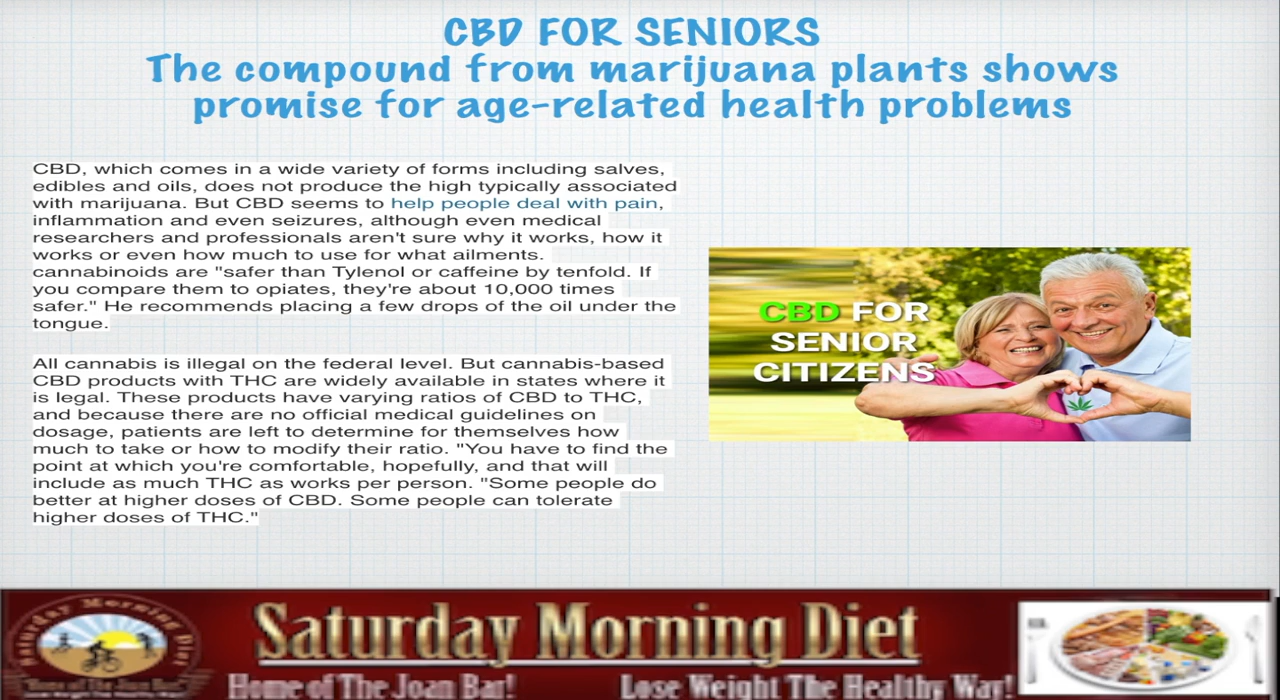 CBD FOR SENIORS
The compound from marijuana plants shows
promise for age-related health problems
CBD, which comes in a wide variety of forms including salves,
edibles and oils, does not produce the high typically associated
with marijuana. But CBD seems to help people deal with pain,
inflammation and even seizures, although even medical
researchers and professionals aren't sure why it works, how it
works or even how much to use for what ailments.
cannabinoids are "safer than Tylenol or caffeine by tenfold. If
you compare them to opiates, they're about 10,000 times
safer." He recommends placing a few drops of the oil under the
tongue.
All cannabis is illegal on the federal level. But cannabis-based
CBD products with THC are widely available in states where it
is legal. These products have varying ratios of CBD to THC,
and because there are no official medical guidelines on
dosage, patients are left to determine for themselves how
much to take or how to modify their ratio. "You have to find the
point at which you're comfortable, hopefully, and that will
include as much THC as works per person. "Some people do
better at higher doses of CBD. Some people can tolerate
higher doses of THC."
CBD FOR
SENIOR
CITIZENS
Saturday Morning Diet
Saturday Morning Diet
Home of The Joan Bar!
Lose Weight The Healthy Way!
Home of The Joan Bar!